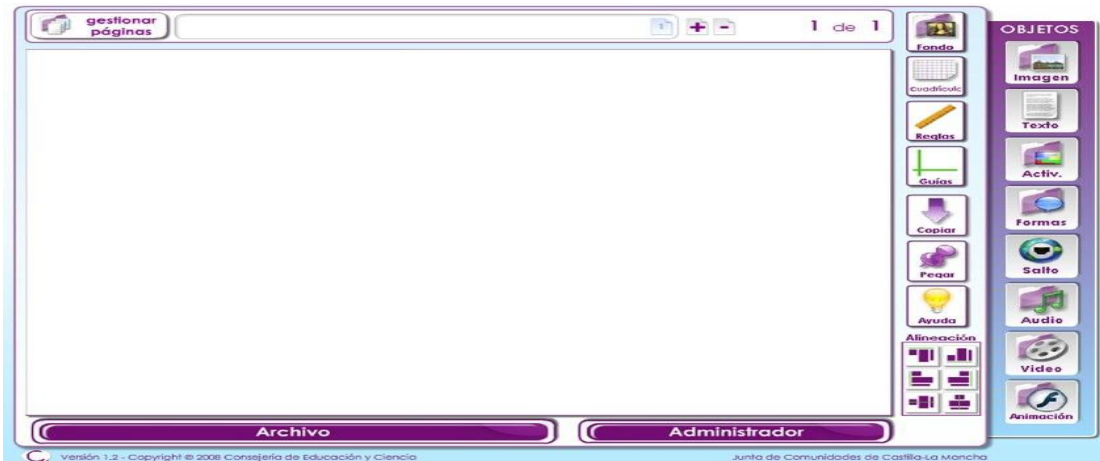 gestionar
páginas
1
1 de 1
Fondo
Cuadrícula
Reglas
Guías
Copiar
Pegar
Ayuda
Alineación
OBJETOS
Imagen
Texto
Activ.
Formas
Salto
Audio
Video
Animación
Archivo
Administrador
Versión 1.2 - Copyright © 2008 Consejería de Educación y Ciencia
Junta de Comunidades de Castilla-La Mancha